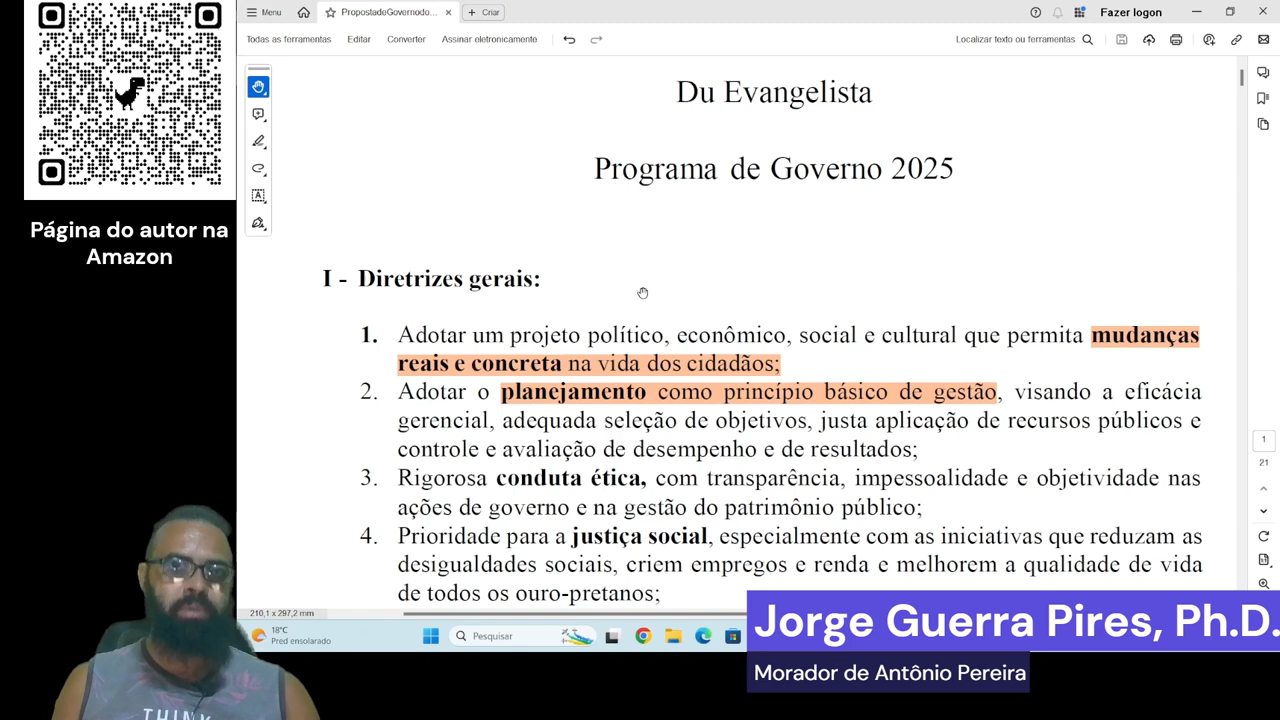 Menu
PropostadeGovernodo...
Criar
Fazer logon
Todas as ferramentas
Editar
Converter
Assinar eletronicamente
Localizar texto ou ferramentas
Página do autor na
Amazon
Du Evangelista
Programa de Governo 2025
I - Diretrizes gerais:
1. Adotar um projeto político, econômico, social e cultural que permita mudanças
reais e concreta na vida dos cidadãos;
2. Adotar o planejamento como princípio básico de gestão, visando a eficácia
gerencial, adequada seleção de objetivos, justa aplicação de recursos públicos e
controle e avaliação de desempenho e de resultados;
3. Rigorosa conduta ética, com transparência, impessoalidade e objetividade nas
ações de governo e na gestão do patrimônio público;
4. Prioridade para a justiça social, especialmente com as iniciativas que reduzam as
desigualdades sociais, criem empregos e renda e melhorem a qualidade de vida
de todos os ouro-pretanos;
1
21
210,1 x 297,2 mm
18°C
Pred ensolarado
Pesquisar
Jorge Guerra Pires, Ph.D.
Morador de Antônio Pereira
THINK